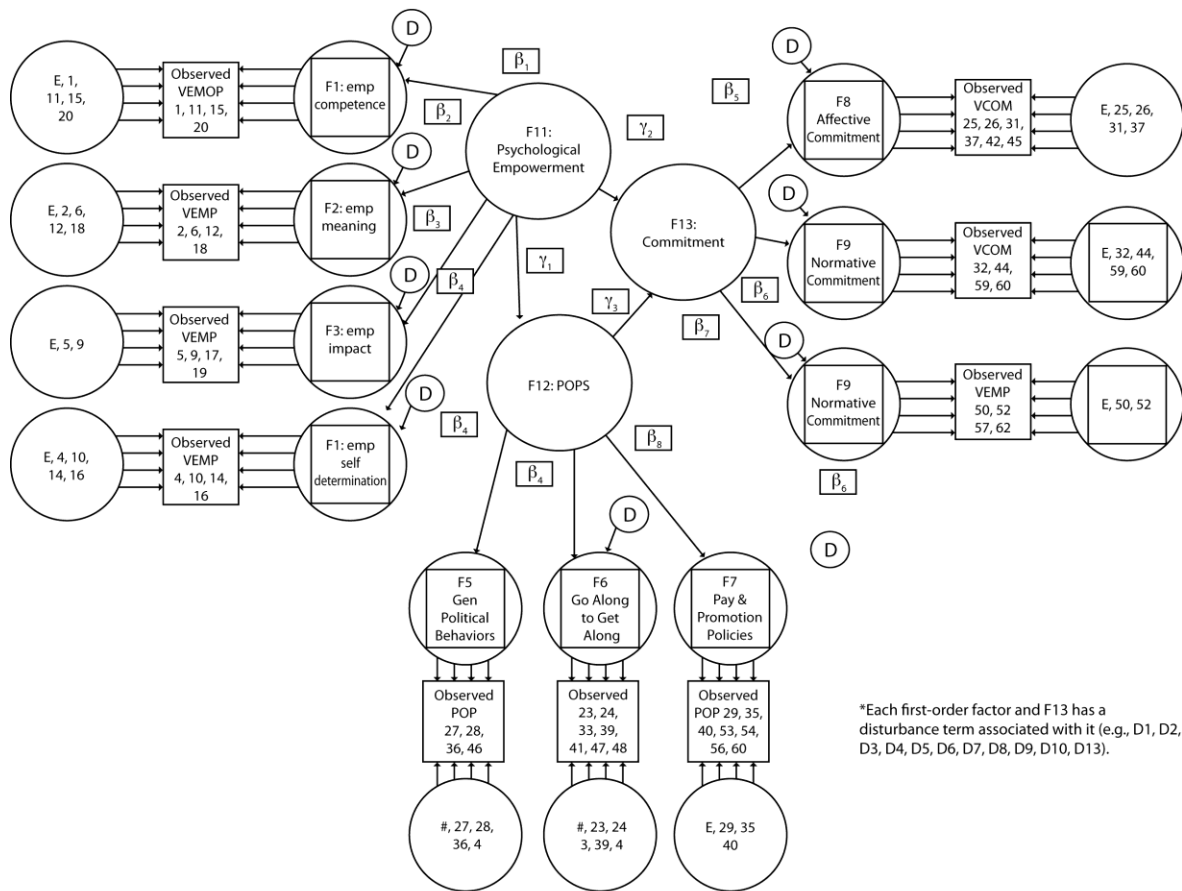 E, 1,
11, 15,
20
Observed
VEMOP
1, 11, 15,
20
F1: emp
competence
D
β1
β2
F11:
Psychological
Empowerment
γ2
β5
D
F8
Affective
Commitment
Observed
VCOM
25, 26, 31,
37, 42, 45
E, 25, 26,
31, 37
E, 2, 6,
12, 18
Observed
VEMP
2, 6, 12,
18
F2: emp
meaning
D
β3
F13:
Commitment
D
F9
Normative
Commitment
Observed
VCOM
32, 44,
59, 60
E, 32, 44,
59, 60
E, 5, 9
Observed
VEMP
5, 9, 17,
19
F3: emp
impact
D
β4
γ1
γ3
β6
β7
D
F9
Normative
Commitment
Observed
VEMP
50, 52
57, 62
E, 50, 52
β6
E, 4, 10,
14, 16
Observed
VEMP
4, 10, 14,
16
F1: emp
self
determination
D
F12: POPS
β4
β4
β8
D
D
F5
Gen
Political
Behaviors
F6
Go Along
to Get
Along
F7
Pay &
Promotion
Policies
Observed
POP
27, 28,
36, 46
Observed
23, 24,
33, 39,
41, 47, 48
Observed
POP 29, 35,
40, 53, 54,
56, 60
#, 27, 28,
36, 4
#, 23, 24
3, 39, 4
E, 29, 35
40
*Each first-order factor and F13 has a
disturbance term associated with it (e.g., D1, D2,
D3, D4, D5, D6, D7, D8, D9, D10, D13).